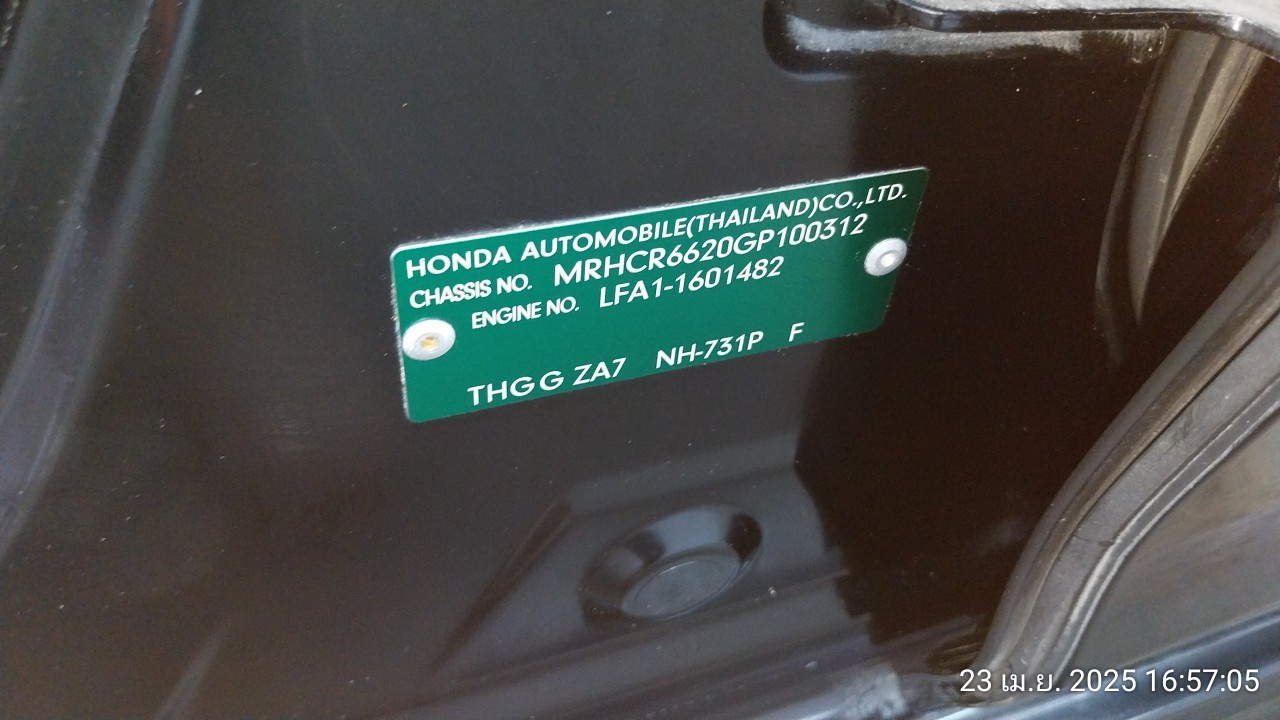 HONDA AUTOMOBILE(THAILAND)CO.,LTD.
CHASSIS NO. MRHCR6620GP100312
ENGINE NO. LFA1-1601482
THG G ZA7 NH-731P F
23 เม.ย. 2025 16:57:05